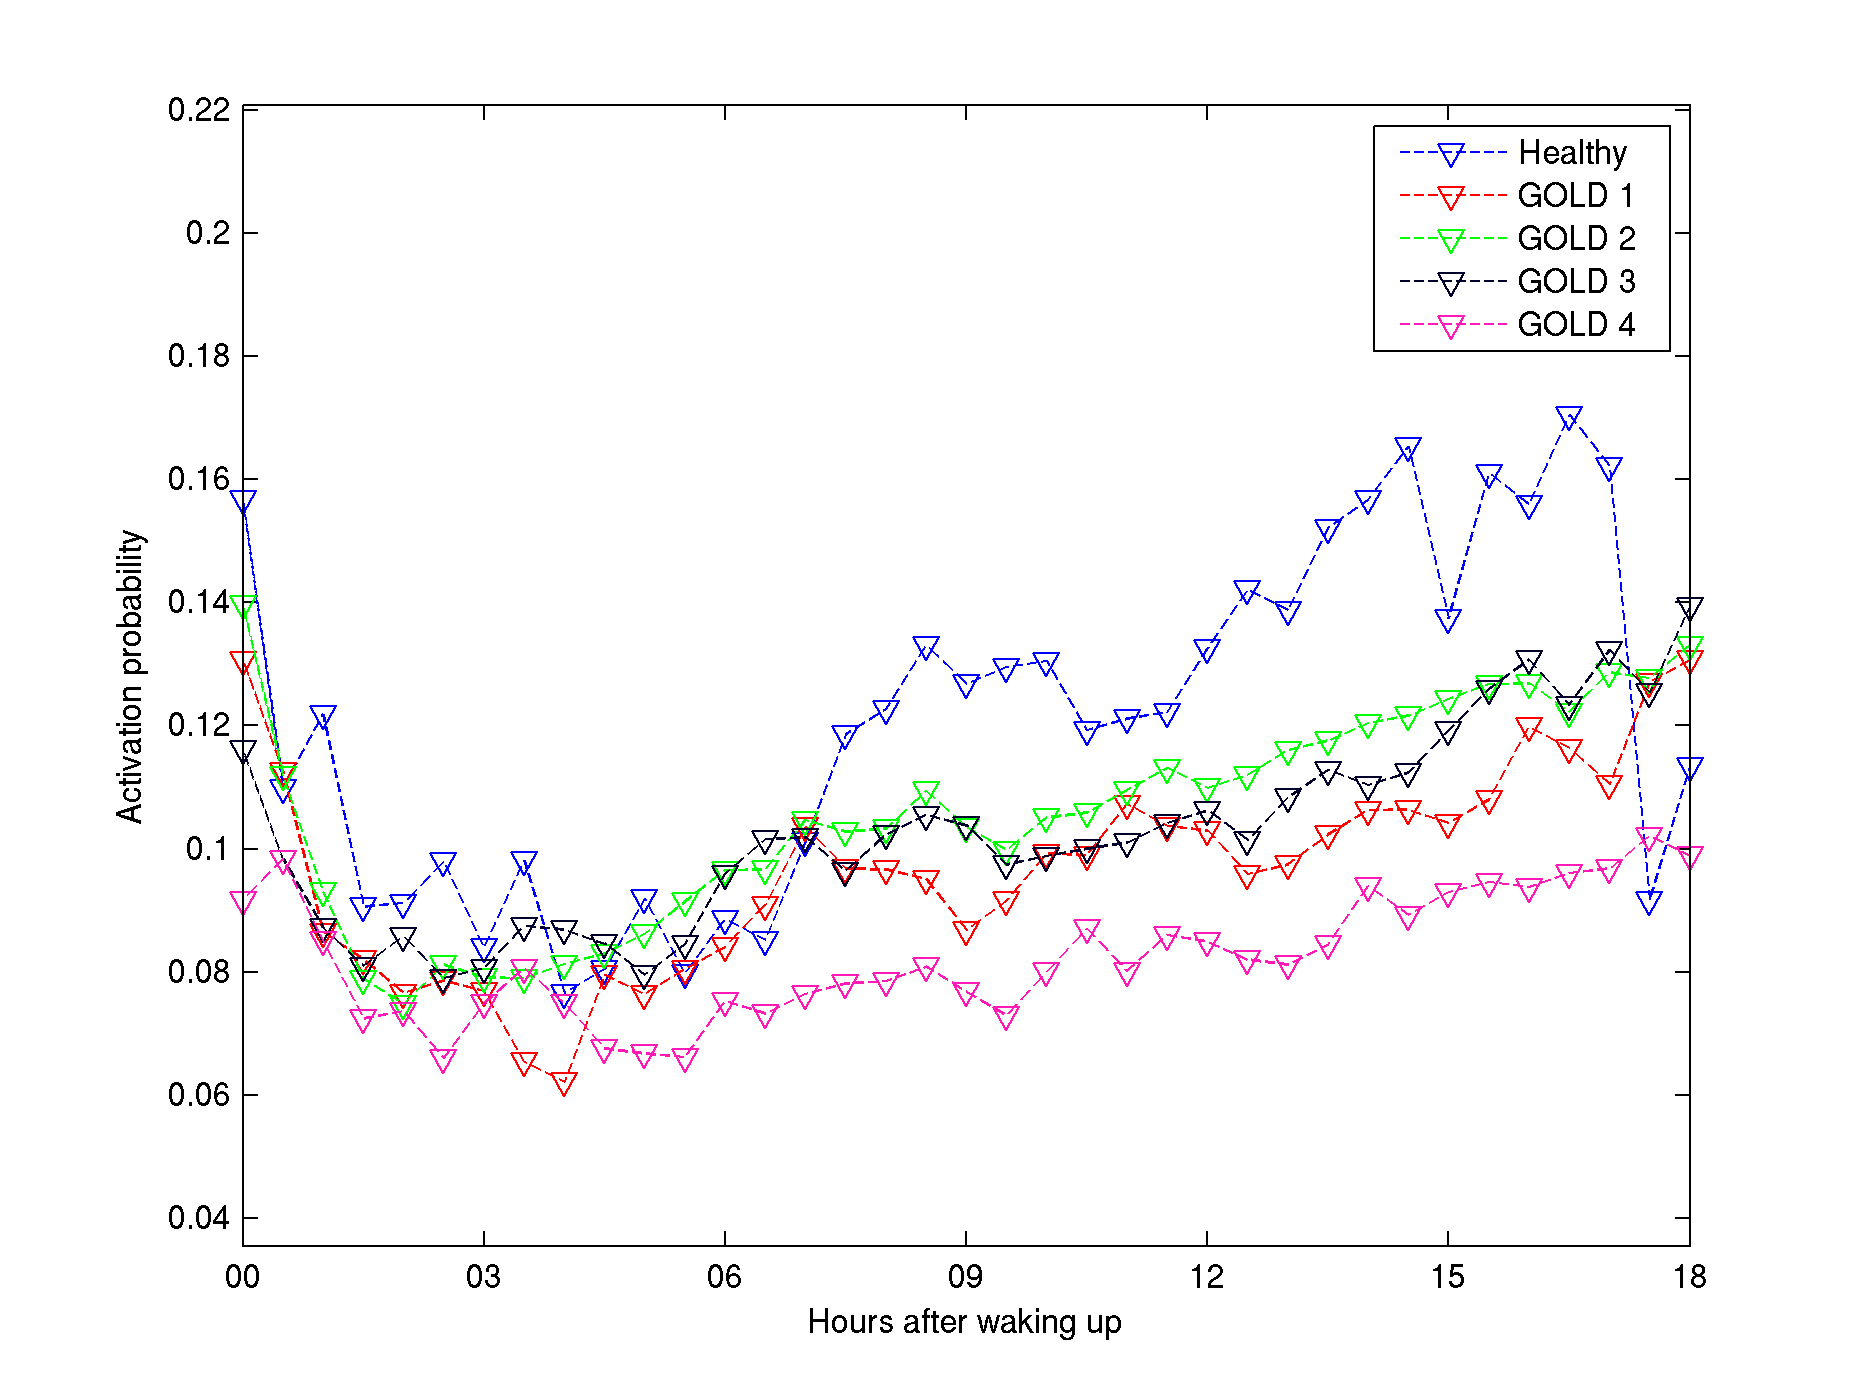 0.22
0.2
0.18
0.16
0.14
0.12
0.1
0.08
0.06
0.04
Activation probability
Healthy
GOLD 1
GOLD 2
GOLD 3
GOLD 4
00 03 06 09 12 15 18
Hours after waking up